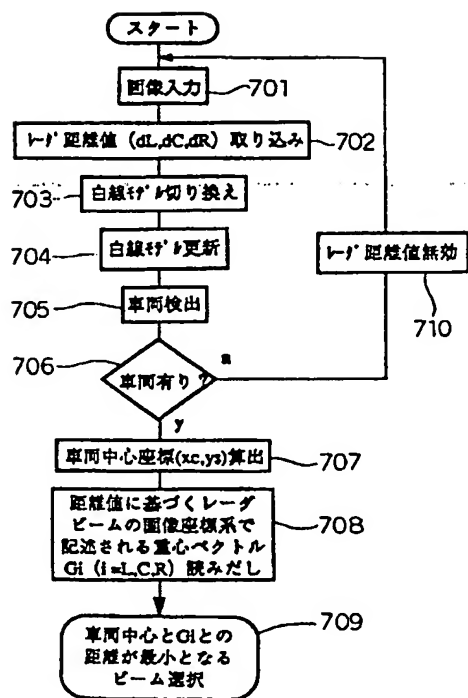 スタート
画像入力
701
レーダ距離値 (dL,dC,dR) 取り込み
702
703
白線モデル切り換え
704
白線モデル更新
レーダ距離値無効
710
705
車両検出
706
車両有り?
n
y
車両中心座標(xc,ys)算出
707
距離値に基づくレーダ
ビームの画像座標系で
記述される重心ベクトル
Gi (i=L,C,R) 読みだし
708
車両中心とGiとの
距離が最小となる
ビーム選択
709